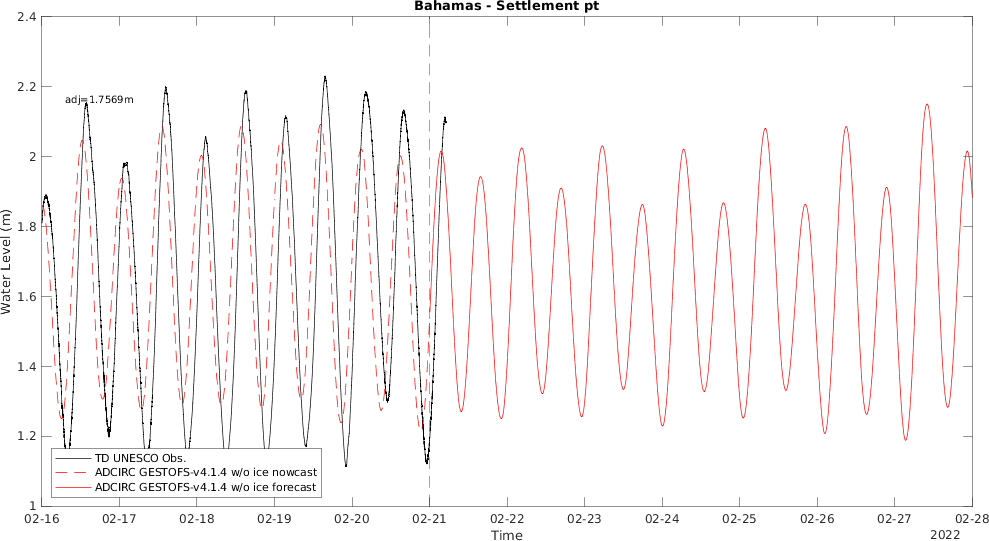 Bahamas - Settlement pt
2.4
2.2
2
1.8
1.6
1.4
1.2
1
Water Level (m)
adj=1.7569m
TD UNESCO Obs.
ADCIRC GESTOFS-v4.1.4 w/o ice nowcast
ADCIRC GESTOFS-v4.1.4 w/o ice forecast
02-16 02-17 02-18 02-19 02-20 02-21 02-22 02-23 02-24 02-25 02-26 02-27 02-28
Time
2022